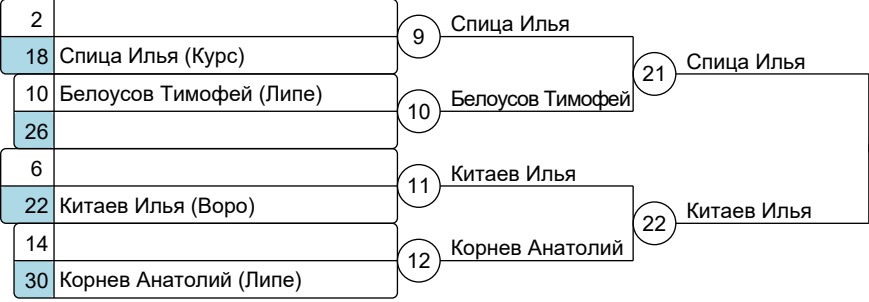 2
18 Спица Илья (Курс)
10 Белоусов Тимофей (Липе)
26
6
22 Китаев Илья (Воро)
14
30 Корнев Анатолий (Липе)
9 Спица Илья
10 Белоусов Тимофей
11 Китаев Илья
12 Корнев Анатолий
21 Спица Илья
22 Китаев Илья